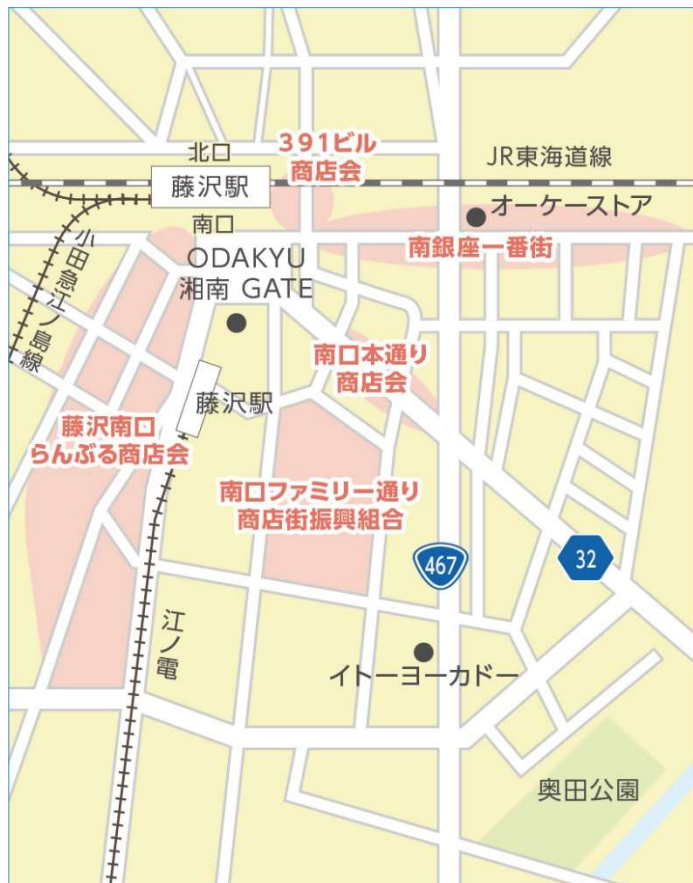 北口
391ビル
商店会
JR東海道線
藤沢駅
オーケーストア
南口
ODAKYU
湘南 GATE
南銀座一番街
小田急江ノ島線
南口本通り
商店会
藤沢駅
藤沢南口
らんぶる商店会
南口ファミリー通り
商店街振興組合
467
32
江ノ電
イトーヨーカドー
奥田公園